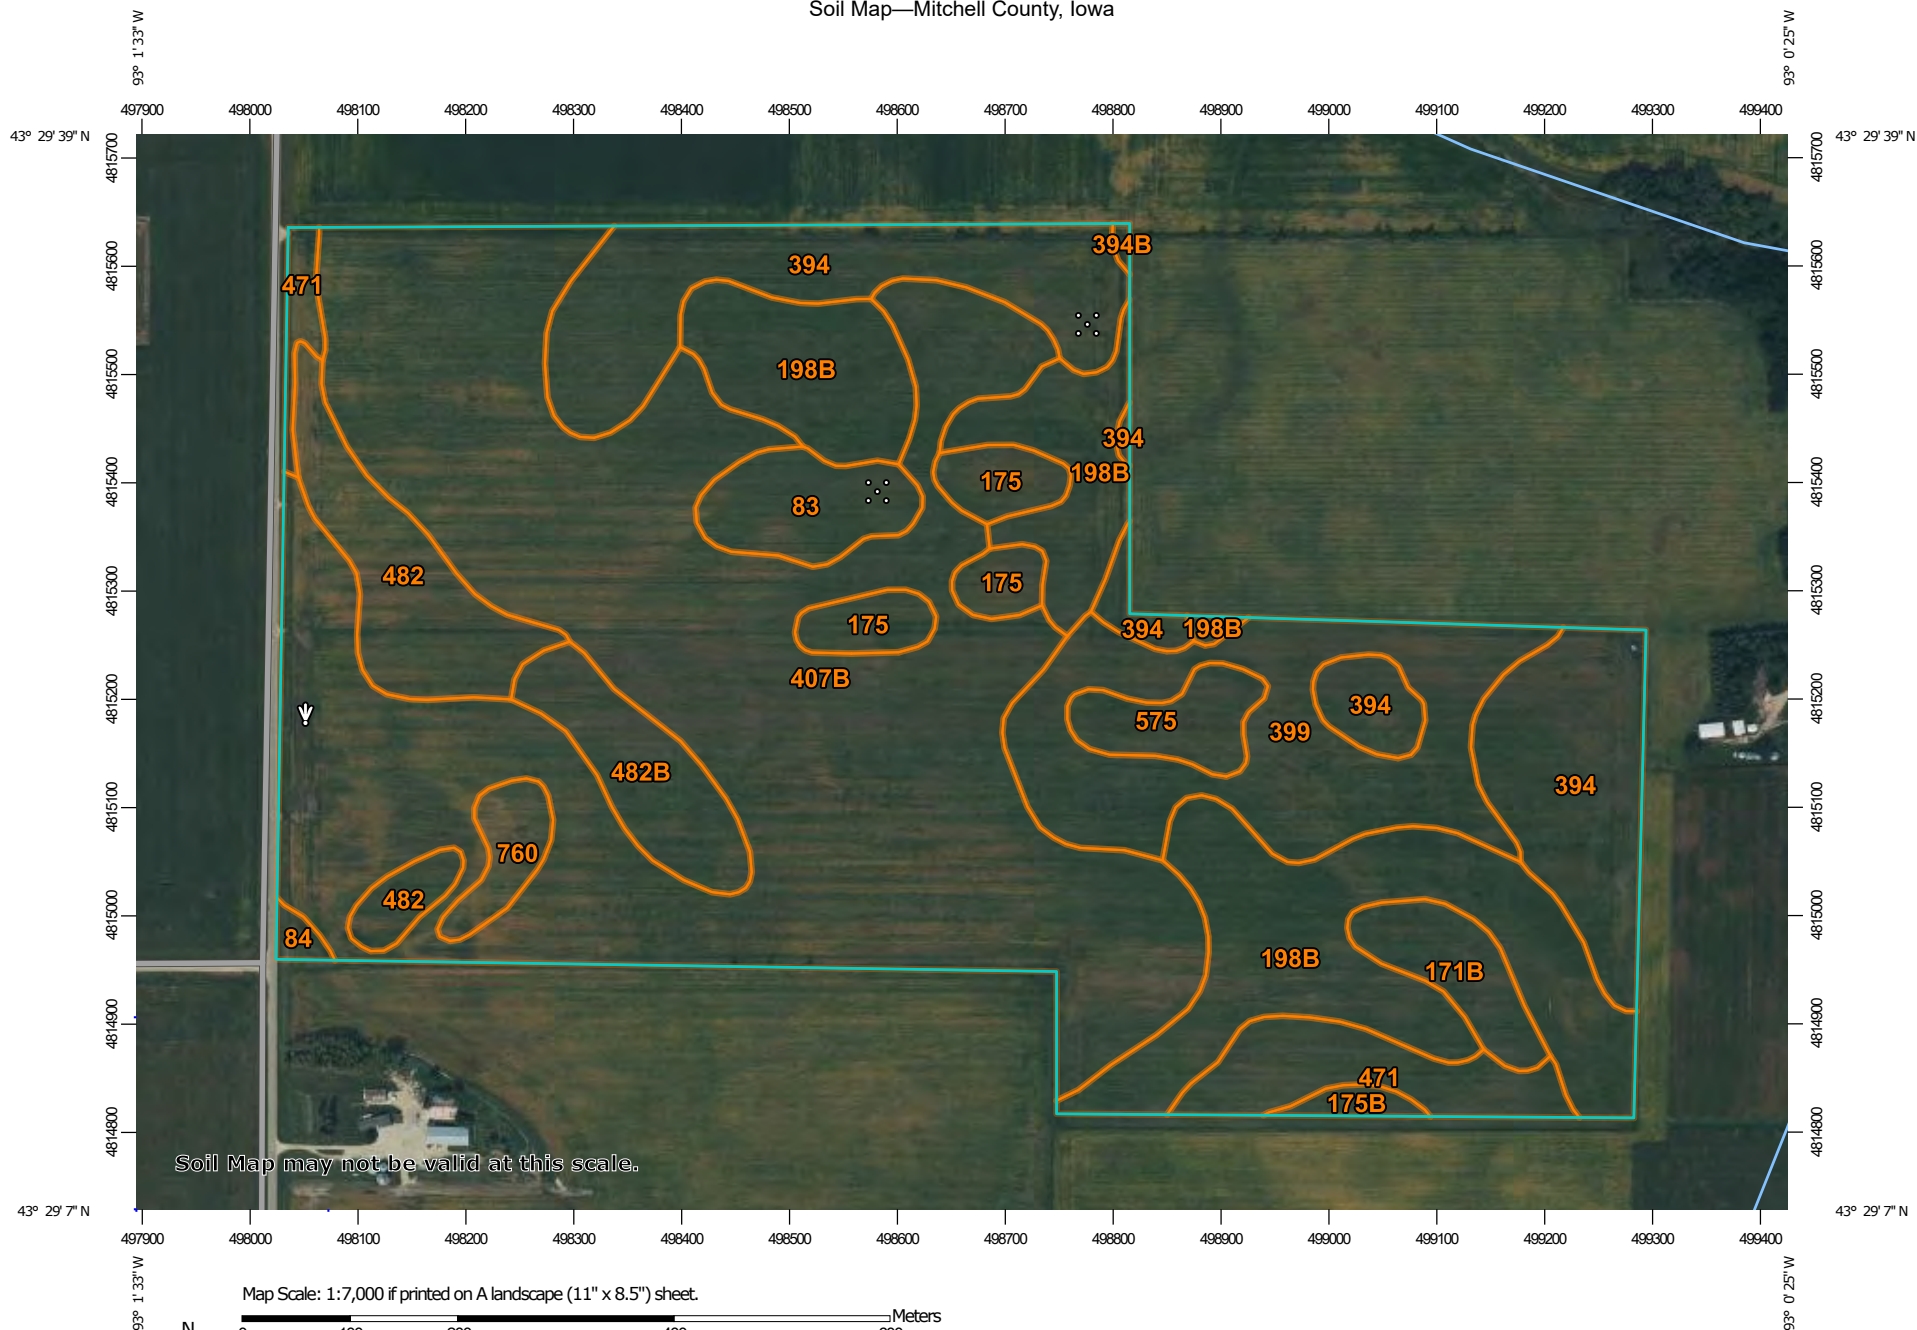 Soil Map—Mitchell County, Iowa
93° 1' 33" W
93° 0' 25" W
497900 498000 498100 498200 498300 498400 498500 498600 498700 498800 498900 499000 499100 499200 499300 499400
43° 29' 39" N
43° 29' 39" N
4815700 4815600 4815500 4815400 4815300 4815200 4815100 4815000 4814900 4814800
4815700 4815600 4815500 4815400 4815300 4815200 4815100 4815000 4814900 4814800
394B
394
471
198B
394
198B
175
83
482
175
175
394
198B
407B
394
575
399
482B
394
760
482
84
198B
171B
471
175B
Soil Map may not be valid at this scale.
43° 29' 7" N
43° 29' 7" N
497900 498000 498100 498200 498300 498400 498500 498600 498700 498800 498900 499000 499100 499200 499300 499400
93° 1' 33" W
93° 0' 25" W
Map Scale: 1:7,000 if printed on A landscape (11" x 8.5") sheet.
Meters
N